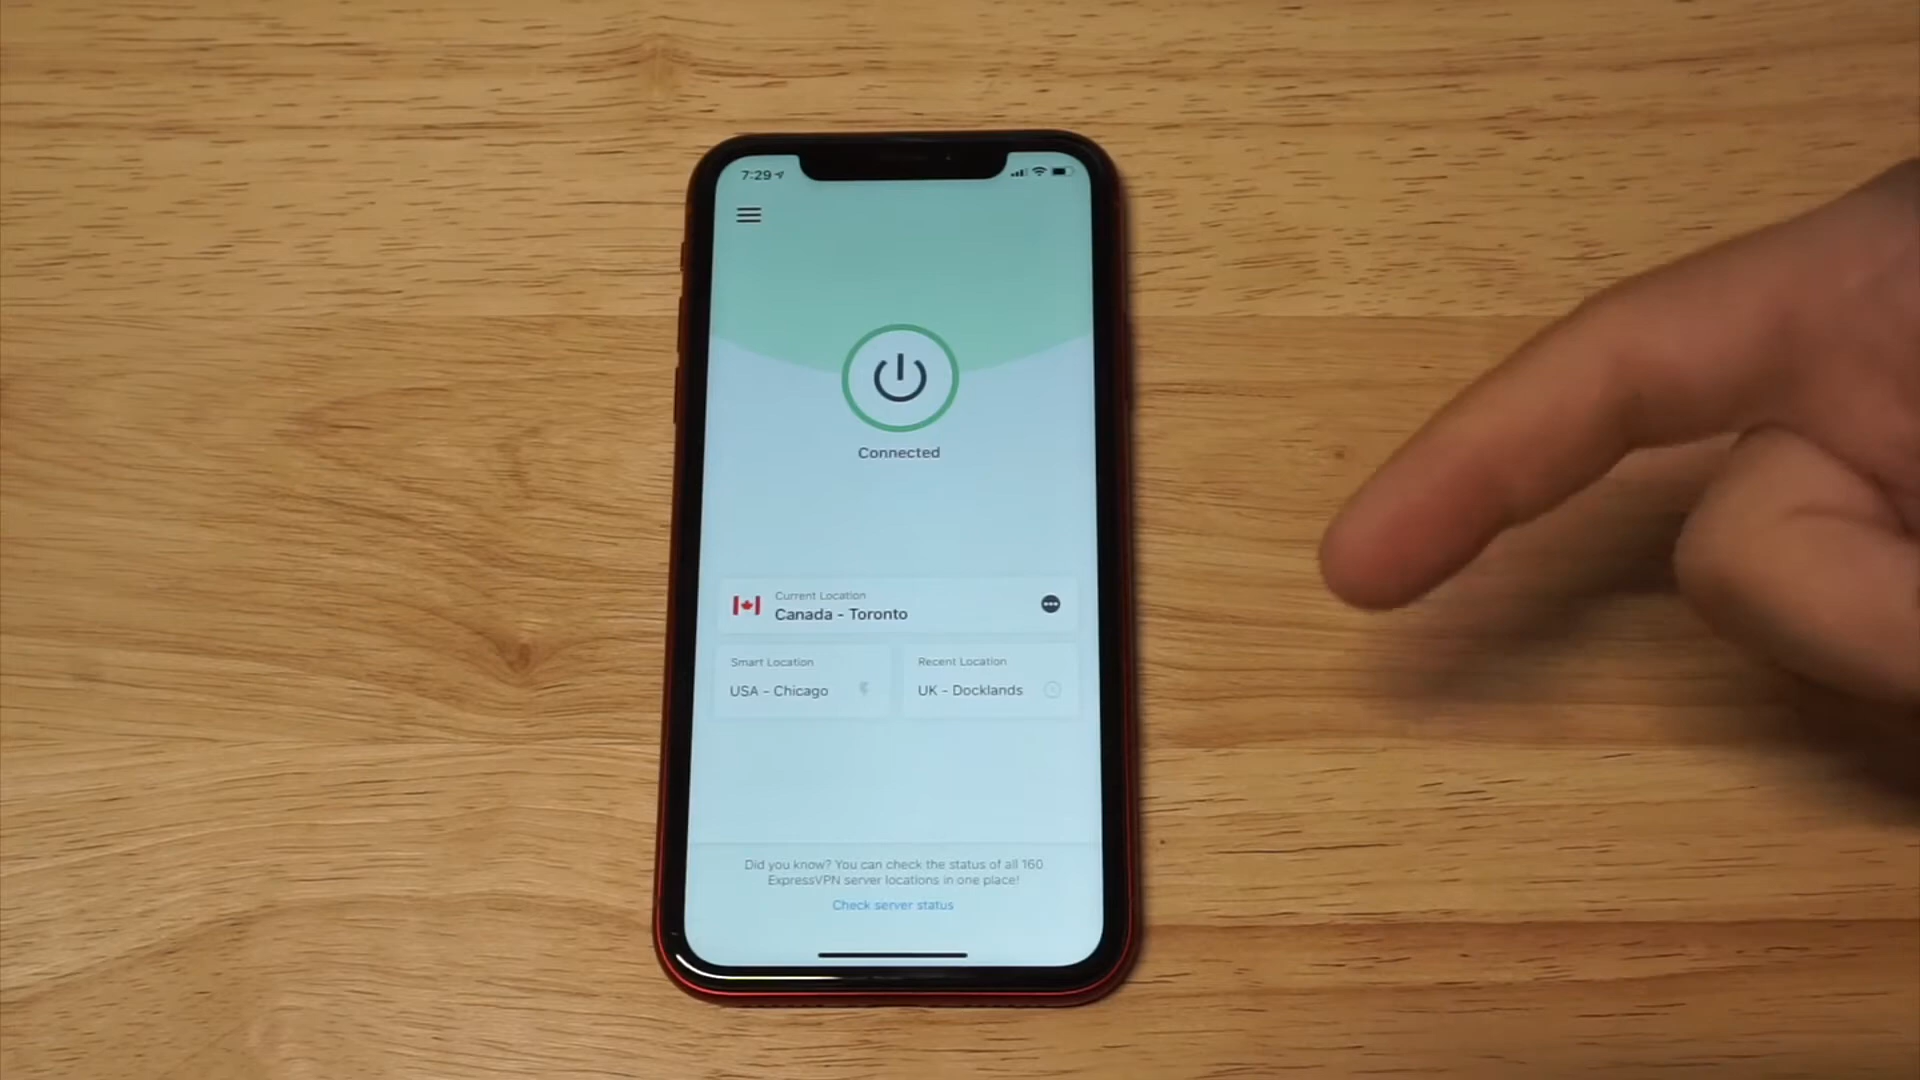 7:29
Connected
Current Location
Canada - Toronto
Smart Location
USA - Chicago
Recent Location
UK - Docklands
Did you know? You can check the status of all 160
ExpressVPN server locations in one place!
Check server status